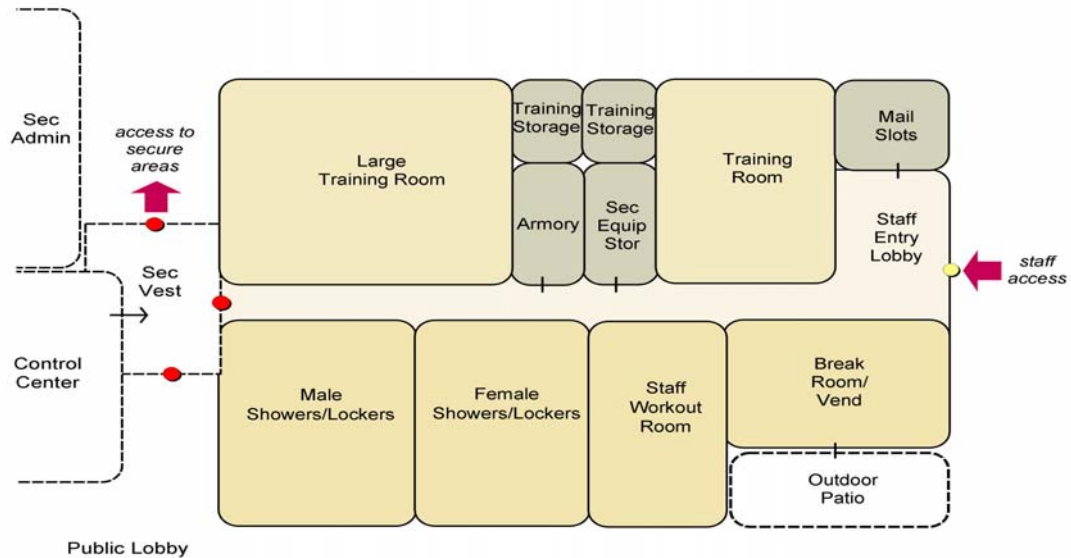 Sec
Admin
access to
secure
areas
Large
Training Room
Training
Storage
Training
Storage
Training
Room
Mail
Slots
Armory
Sec
Equip
Stor
Staff
Entry
Lobby
staff
access
Sec
Vest
Control
Center
Male
Showers/Lockers
Female
Showers/Lockers
Staff
Workout
Room
Break
Room/
Vend
Outdoor
Patio
Public Lobby